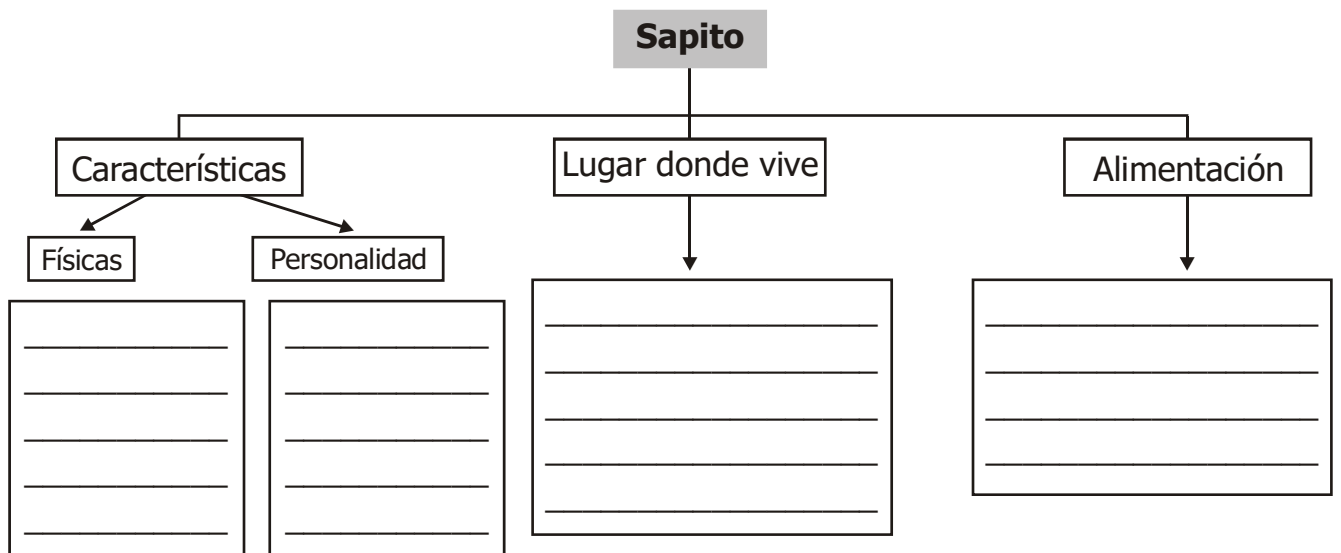 Sapito
Características
Lugar donde vive
Alimentación
Físicas
Personalidad